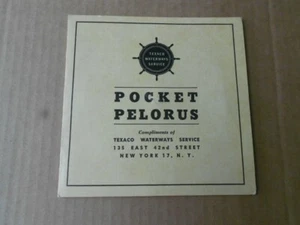 TEXACO
WATERWAYS
SERVICE
POCKET
PELORUS
Compliments of
TEXACO WATERWAYS SERVICE
135 EAST 42nd STREET
NEW YORK 17, N. Y.